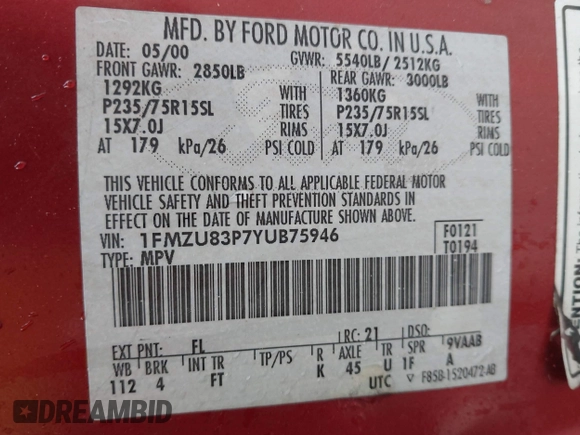 MFD. BY FORD MOTOR CO. IN U.S.A.
DATE: 05/00 GVWR: 5540LB/ 2512KG
FRONT GAWR: 2850LB REAR GAWR: 3000LB
1292KG WITH 1360KG WITH
P235/75R15SL TIRES P235/75R15SL TIRES
15X7.0J RIMS 15X7.0J RIMS
AT 179 kPa/26 PSI COLD AT 179 kPa/26 PSI COLD
THIS VEHICLE CONFORMS TO ALL APPLICABLE FEDERAL MOTOR
VEHICLE SAFETY AND THEFT PREVENTION STANDARDS IN
EFFECT ON THE DATE OF MANUFACTURE SHOWN ABOVE.
VIN: 1FMZU83P7YUB75946 F0121
TYPE: MPV T0194
EXT PNT: FL RC: 21 DSO:
WB BRK INT TR TP/PS R AXLE TR SPR 9VAAB
112 4 FT K 45 U 1F A
UTC F85B-1520472-AB
DREAMBID